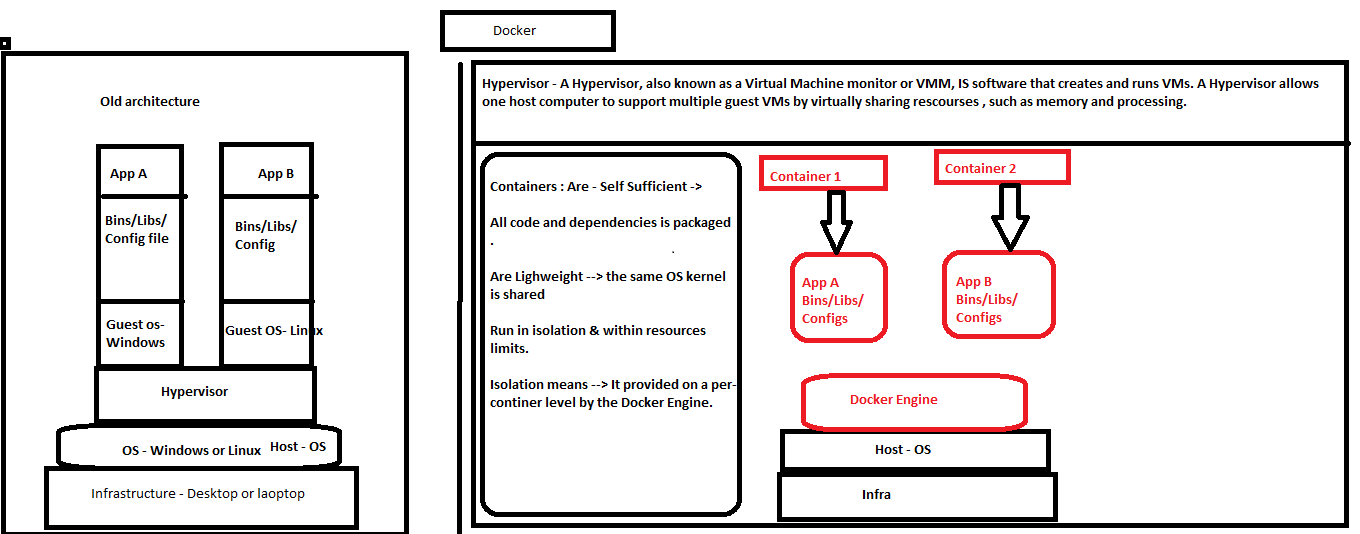 Docker
Old architecture
App A
App B
Bins/Libs/
Config file
Bins/Libs/
Config
Guest os-
Windows
Guest OS- Linux
Hypervisor
OS - Windows or Linux
Host - OS
Infrastructure - Desktop or laoptop
Hypervisor - A Hypervisor, also known as a Virtual Machine monitor or VMM, IS software that creates and runs VMs. A Hypervisor allows
one host computer to support multiple guest VMs by virtually sharing rescourses , such as memory and processing.
Containers : Are - Self Sufficient ->
All code and dependencies is packaged
.
Are Lighweight --> the same OS kernel
is shared
Run in isolation & within resources
limits.
Isolation means --> It provided on a per-
continer level by the Docker Engine.
Container 1
Container 2
App A
Bins/Libs/
Configs
App B
Bins/Libs/
Configs
Docker Engine
Host - OS
Infra